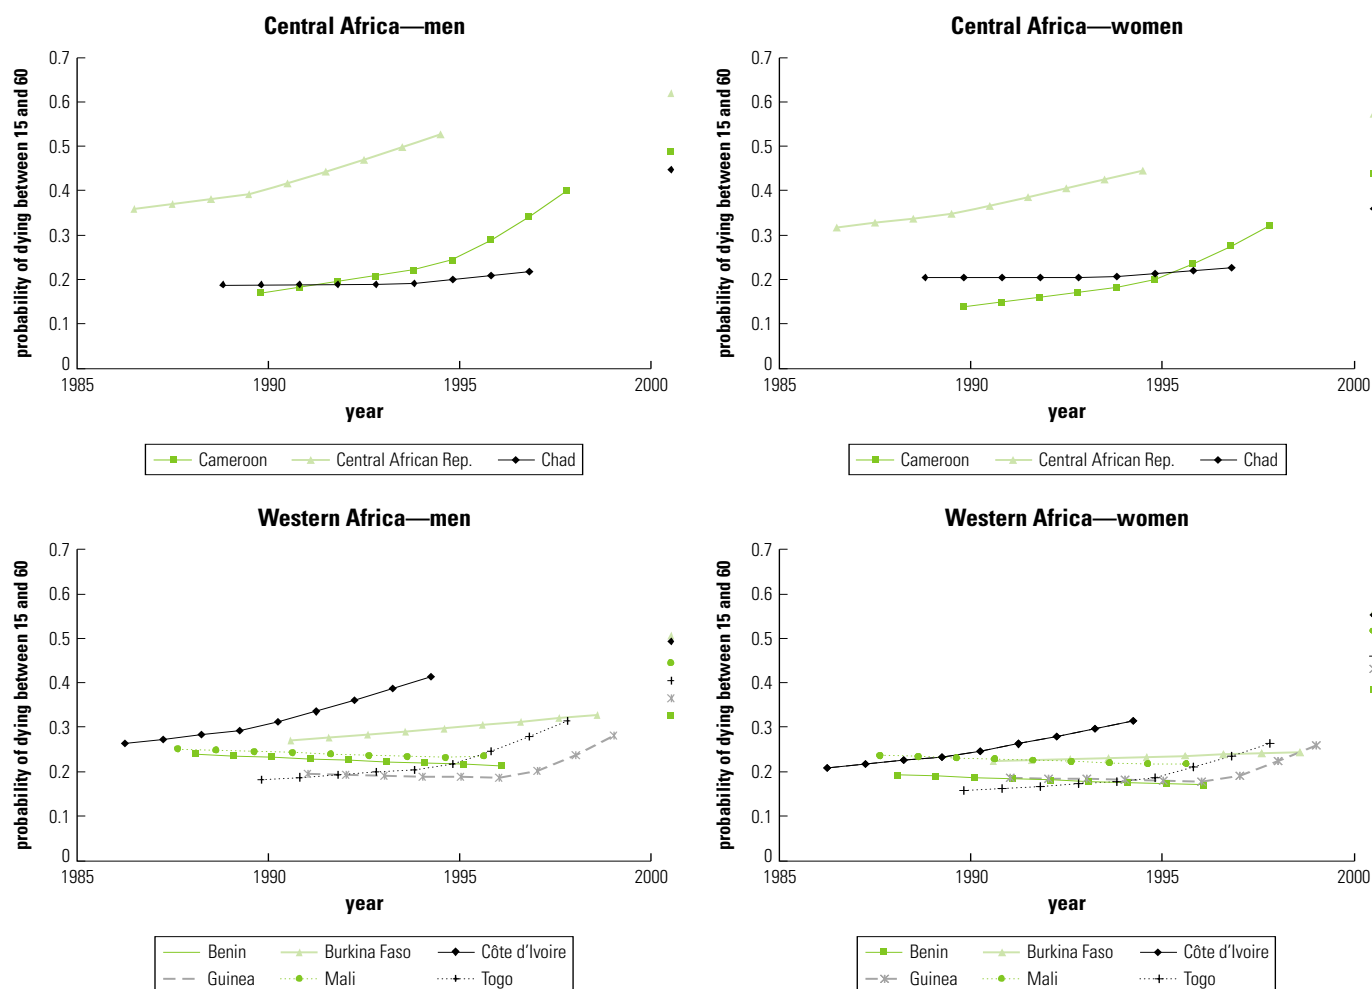 Central Africa—men
probability of dying between 15 and 60
0.7
0.6
0.5
0.4
0.3
0.2
0.1
0
1985
1990
1995
2000
year
Cameroon Central African Rep. Chad
Central Africa—women
probability of dying between 15 and 60
0.7
0.6
0.5
0.4
0.3
0.2
0.1
0
1985
1990
1995
2000
year
Cameroon Central African Rep. Chad
Western Africa—men
probability of dying between 15 and 60
0.7
0.6
0.5
0.4
0.3
0.2
0.1
0
1985
1990
1995
2000
year
Benin Burkina Faso Côte d'Ivoire
Guinea Mali Togo
Western Africa—women
probability of dying between 15 and 60
0.7
0.6
0.5
0.4
0.3
0.2
0.1
0
1985
1990
1995
2000
year
Benin Burkina Faso Côte d'Ivoire
Guinea Mali Togo